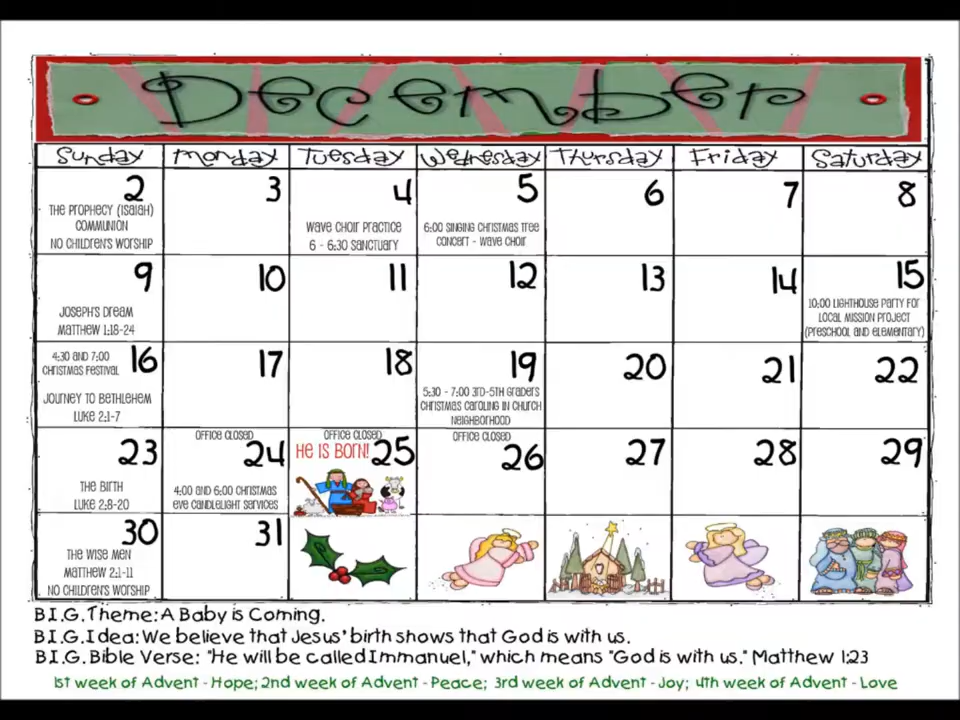 December
Sunday Monday Tuesday Wednesday Thursday Friday Saturday
2 3 4 5 6 7 8
THE PROPHECY (ISAIAH)
COMMUNION
NO CHILDREN'S WORSHIP
WAVE CHOIR PRACTICE
6 - 6:30 SANCTUARY
6:00 SINGING CHRISTMAS TREE
CONCERT - WAVE CHOIR
9 10 11 12 13 14 15
JOSEPH'S DREAM
MATTHEW 1:18-24
10:00 LIGHTHOUSE PARTY FOR
LOCAL MISSION PROJECT
(PRESCHOOL AND ELEMENTARY)
4:30 AND 7:00
CHRISTMAS FESTIVAL
16 17 18 19 20 21 22
JOURNEY TO BETHLEHEM
LUKE 2:1-7
5:30 - 7:00 3RD-5TH GRADERS
CHRISTMAS CAROLING IN CHURCH
NEIGHBORHOOD
OFFICE CLOSED OFFICE CLOSED OFFICE CLOSED
23 24 HE IS BORN! 25 26 27 28 29
THE BIRTH
LUKE 2:8-20
4:00 AND 6:00 CHRISTMAS
EVE CANDLELIGHT SERVICES
30 31
THE WISE MEN
MATTHEW 2:1-11
NO CHILDREN'S WORSHIP
B.I.G.Theme: A Baby is Coming.
B.I.G.Idea: We believe that Jesus' birth shows that God is with us.
B.I.G.Bible Verse: "He will be called Immanuel," which means "God is with us." Matthew 1:23
1st week of Advent - Hope; 2nd week of Advent - Peace; 3rd week of Advent - Joy; 4th week of Advent - Love